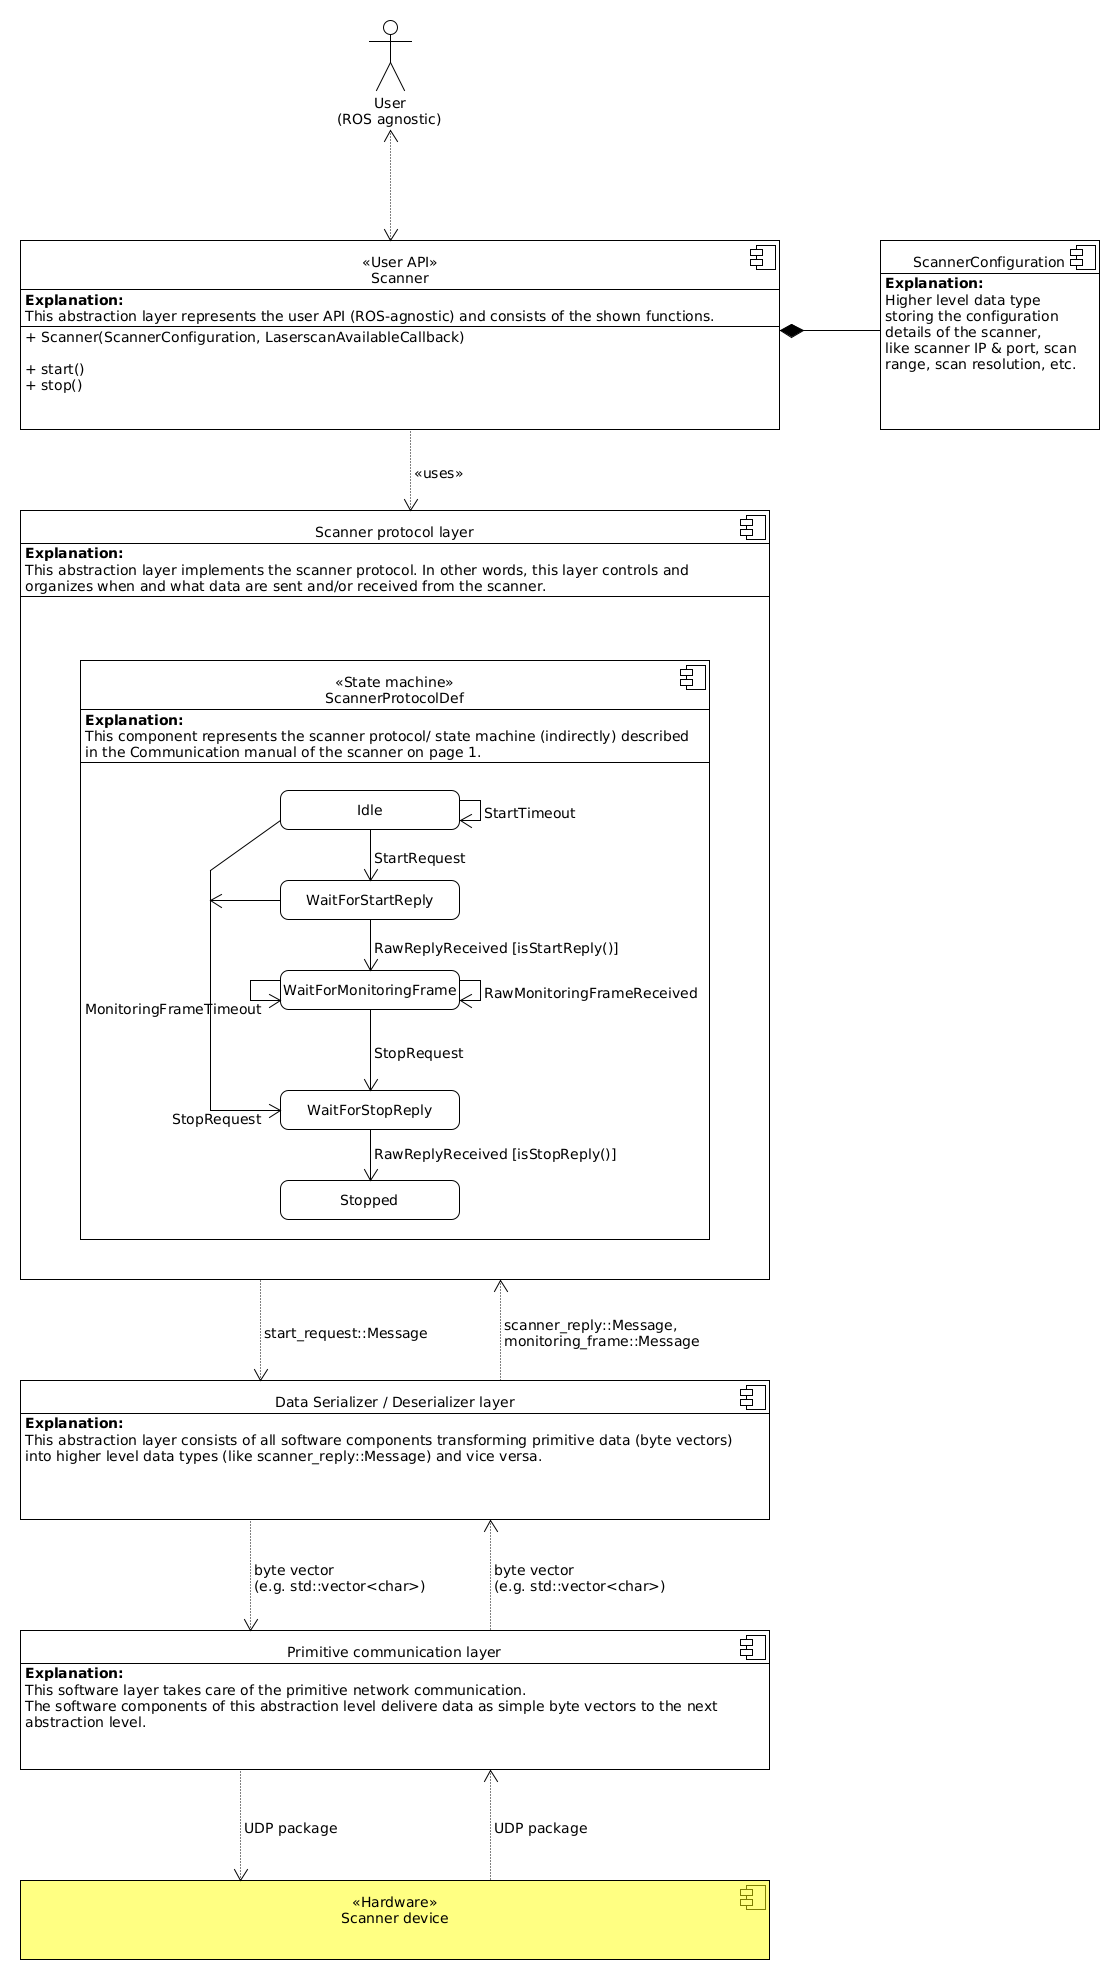 User
(ROS agnostic)
«User API»
Scanner
Explanation:
This abstraction layer represents the user API (ROS-agnostic) and consists of the shown functions.
+ Scanner(ScannerConfiguration, LaserscanAvailableCallback)
+ start()
+ stop()
ScannerConfiguration
Explanation:
Higher level data type
storing the configuration
details of the scanner,
like scanner IP & port, scan
range, scan resolution, etc.
«uses»
Scanner protocol layer
Explanation:
This abstraction layer implements the scanner protocol. In other words, this layer controls and
organizes when and what data are sent and/or received from the scanner.
«State machine»
ScannerProtocolDef
Explanation:
This component represents the scanner protocol/ state machine (indirectly) described
in the Communication manual of the scanner on page 1.
Idle
StartTimeout
StartRequest
WaitForStartReply
RawReplyReceived [isStartReply()]
WaitForMonitoringFrame
RawMonitoringFrameReceived
MonitoringFrameTimeout
StopRequest
WaitForStopReply
StopRequest
RawReplyReceived [isStopReply()]
Stopped
start_request::Message
scanner_reply::Message,
monitoring_frame::Message
Data Serializer / Deserializer layer
Explanation:
This abstraction layer consists of all software components transforming primitive data (byte vectors)
into higher level data types (like scanner_reply::Message) and vice versa.
byte vector
(e.g. std::vector<char>)
byte vector
(e.g. std::vector<char>)
Primitive communication layer
Explanation:
This software layer takes care of the primitive network communication.
The software components of this abstraction level delivere data as simple byte vectors to the next
abstraction level.
UDP package
UDP package
«Hardware»
Scanner device